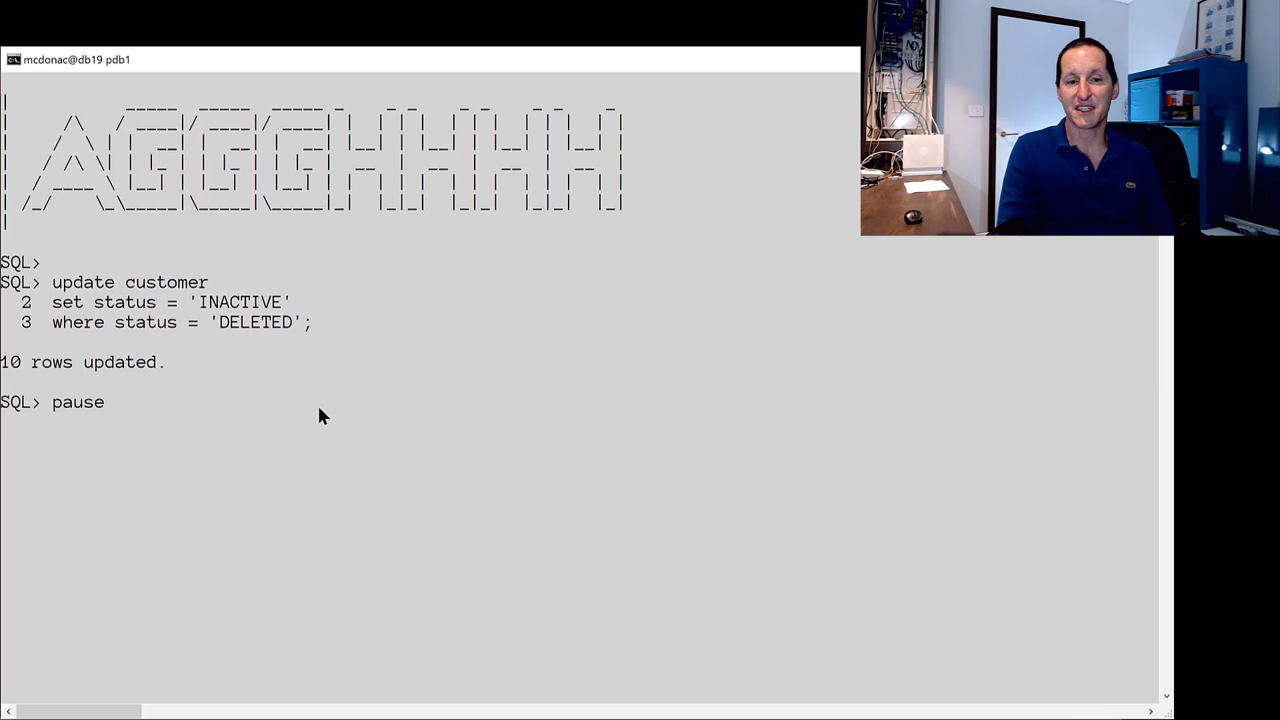 mcdonac@db19 pdb1
AGGGHHHH
SQL>
SQL> update customer
2 set status = 'INACTIVE'
3 where status = 'DELETED';
10 rows updated.
SQL> pause